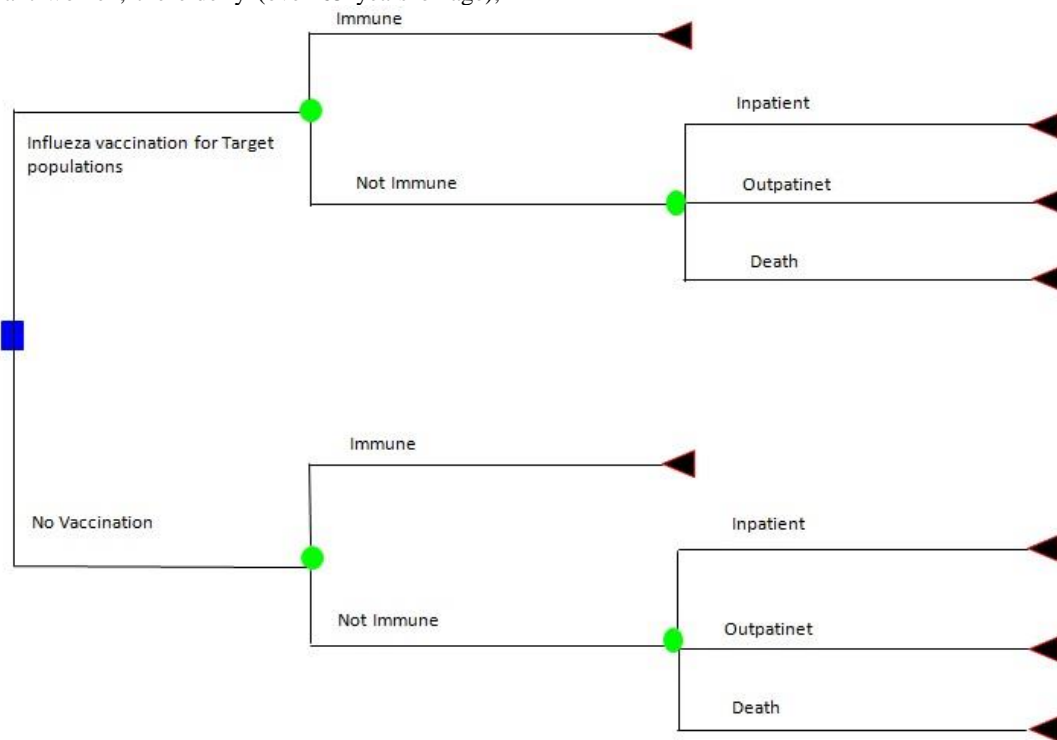 Immune
Inpatient
Influeza vaccination for Target
populations
Not Immune
Outpatinet
Death
Immune
No Vaccination
Inpatient
Not Immune
Outpatinet
Death